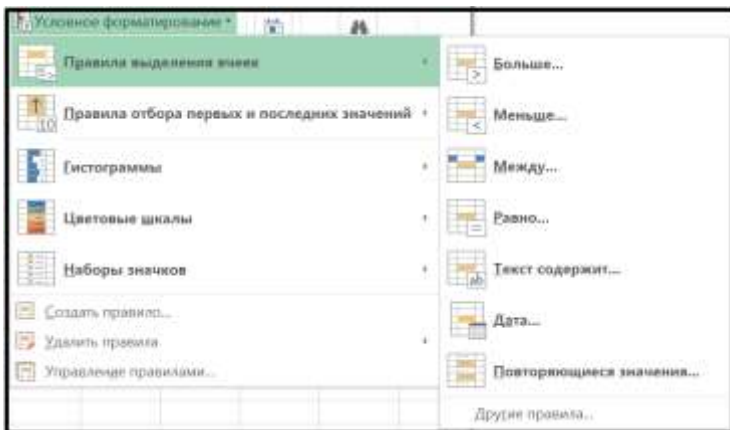 Условное форматирование
Правила выделения ячеек
Правила отбора первых и последних значений
Гистограммы
Цветовые шкалы
Наборы значков
Создать правило...
Удалить правила
Управление правилами...
Больше...
Меньше...
Между...
Равно...
Текст содержит...
Дата...
Повторяющиеся значения...
Другие правила...